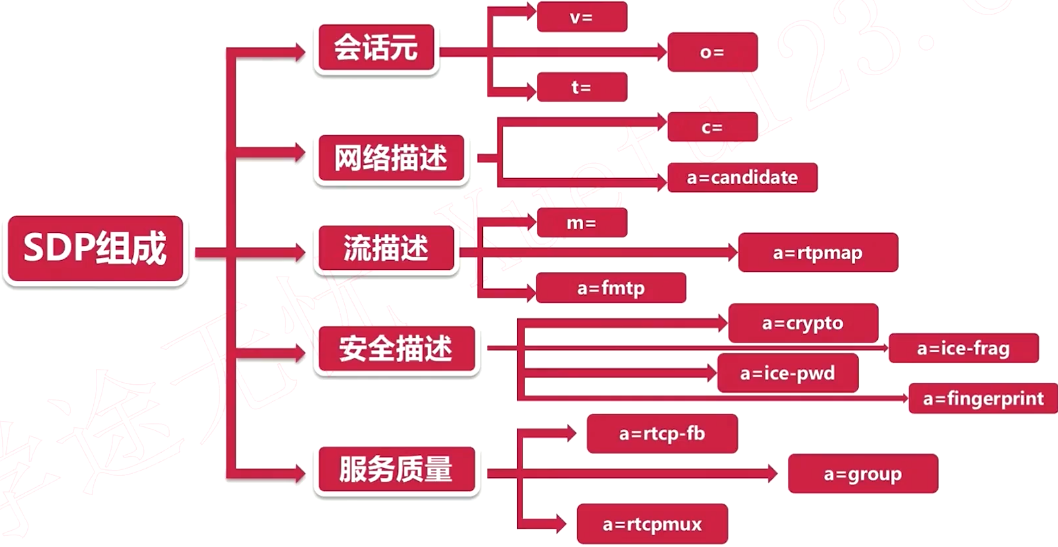 SDP组成
会话元
v=
o=
t=
网络描述
c=
a=candidate
流描述
m=
a=rtpmap
a=fmtp
安全描述
a=crypto
a=ice-frag
a=ice-pwd
a=fingerprint
服务质量
a=rtcp-fb
a=group
a=rtcpmux